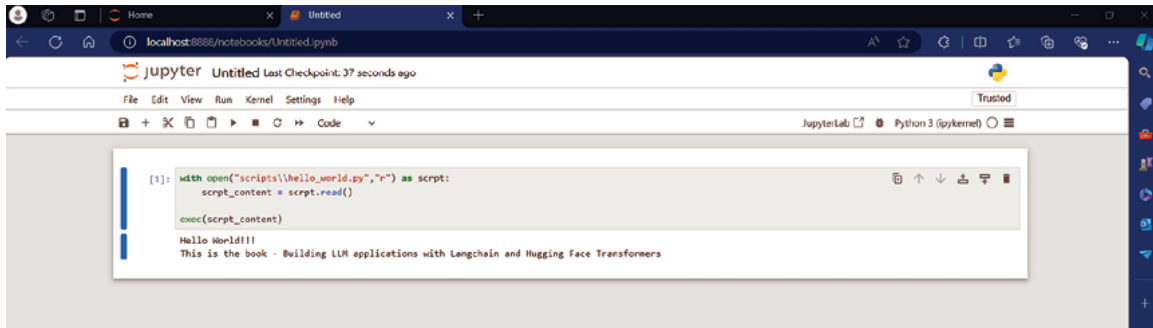 Home
Untitled
localhost:8888/notebooks/Untitled.ipynb
jupyter Untitled Last Checkpoint: 37 seconds ago
File Edit View Run Kernel Settings Help
Trusted
Code
JupyterLab
Python 3 (ipykernel)
[1]: with open("scripts\\hello_world.py","r") as scrpt:
scrpt_content = scrpt.read()
exec(scrpt_content)
Hello World!!!
This is the book - Building LLM applications with Langchain and Hugging Face Transformers